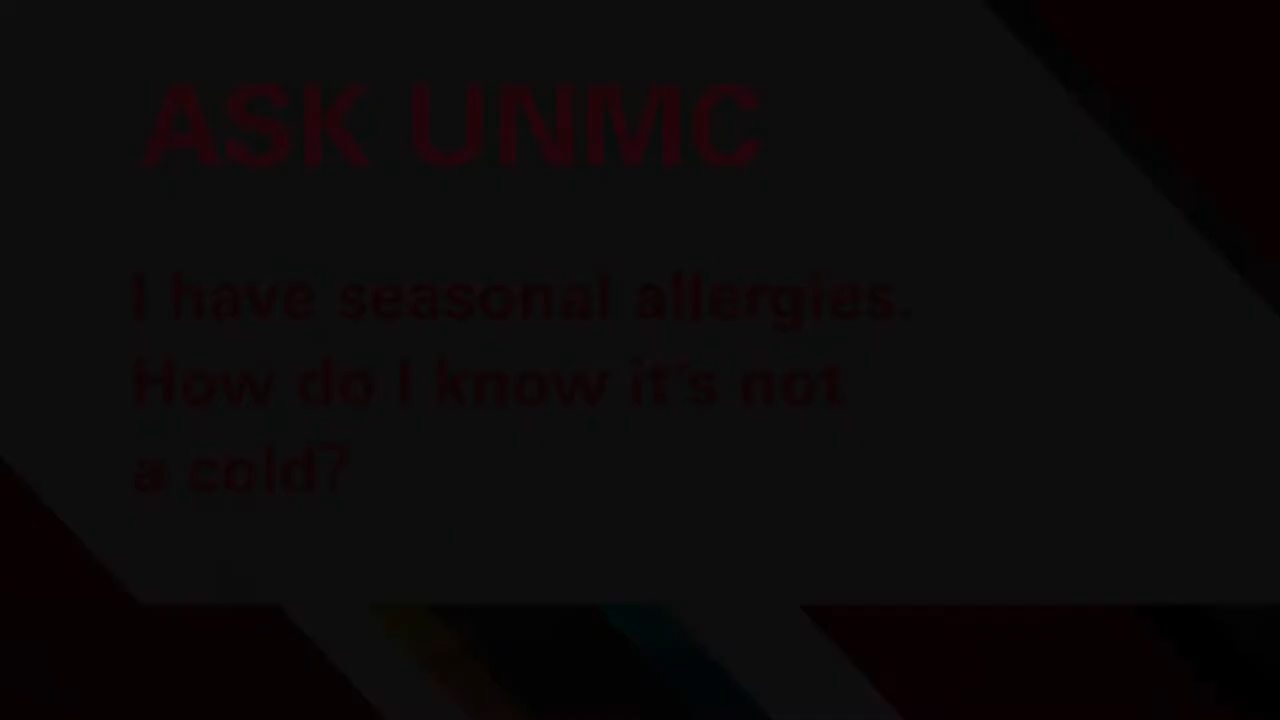 ASK UNMC
I have seasonal allergies.
How do I know it's not
a cold?